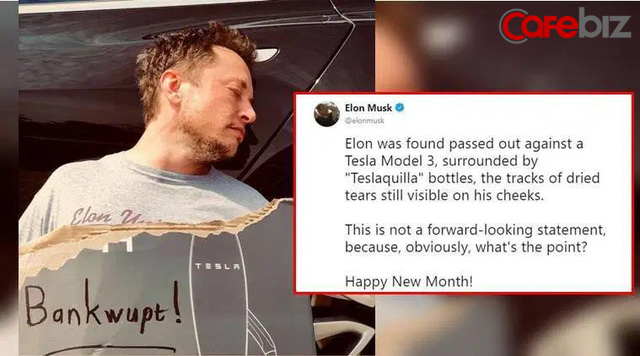 Cafebiz
Elon Musk
@elonmusk
Elon was found passed out against a
Tesla Model 3, surrounded by
"Teslaquilla" bottles, the tracks of dried
tears still visible on his cheeks.
This is not a forward-looking statement,
because, obviously, what's the point?
Happy New Month!
Elon
TESLA
Bankwupt!